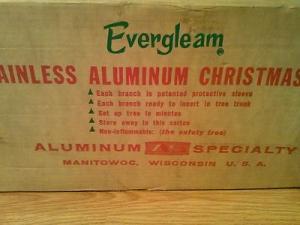 Evergleam
AINLESS ALUMINUM CHRISTMAS
Each branch in patented protective sleeve
Each branch ready to insert in tree trunk
Set up tree in minutes
Store away in this carton
Non-inflammable: (the safety tree)
ALUMINUM SPECIALTY
MANITOWOC, WISCONSIN U. S. A.